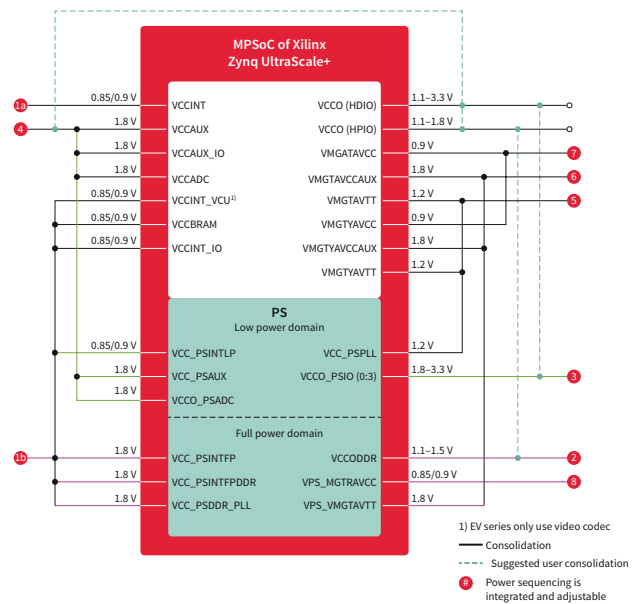 MPSoC of Xilinx
Zynq UltraScale+
1a 0.85/0.9 V VCCINT VCCO (HDIO) 1.1–3.3 V
4 1.8 V VCCAUX VCCO (HPIO) 1.1–1.8 V
1.8 V VCCAUX_IO VMGATAVCC 0.9 V 7
1.8 V VCCADC VMGTAVCCAUX 1.8 V 6
0.85/0.9 V VCCINT_VCU1) VMGTAVTT 1.2 V 5
0.85/0.9 V VCCBRAM VMGTYAVCC 0.9 V
0.85/0.9 V VCCINT_IO VMGTYAVCCAUX 1.8 V
VMGTYAVTT 1.2 V
PS
Low power domain
0.85/0.9 V VCC_PSINTLP VCC_PSPLL 1.2 V
1.8 V VCC_PSAUX VCCO_PSIO (0:3) 1.8–3.3 V 3
1.8 V VCCO_PSADC
Full power domain
1b 1.8 V VCC_PSINTFP VCCODDR 1.1–1.5 V 2
1.8 V VCC_PSINTFPDDR VPS_MGTRAVCC 0.85/0.9 V 8
1.8 V VCC_PSDDR_PLL VPS_VMGTAVTT 1.8 V
1) EV series only use video codec
Consolidation
Suggested user consolidation
# Power sequencing is
integrated and adjustable